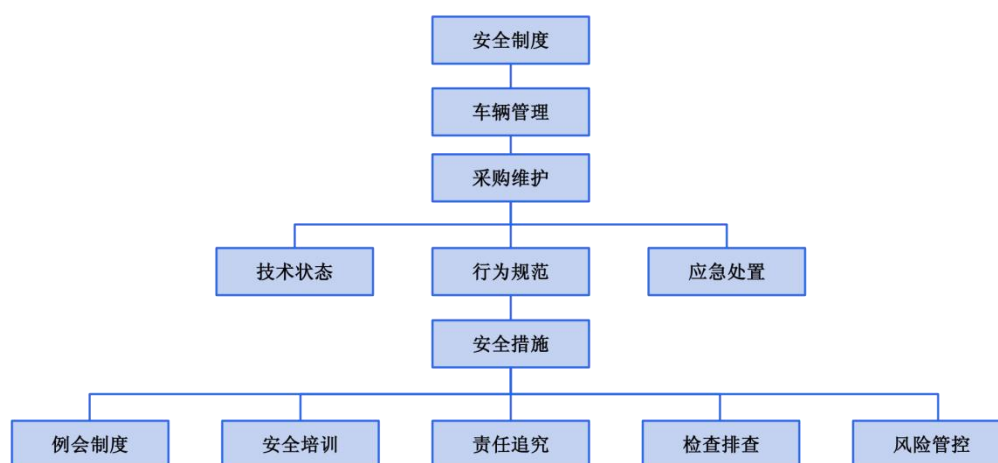 安全制度
车辆管理
采购维护
技术状态
行为规范
应急处置
安全措施
例会制度
安全培训
责任追究
检查排查
风险管控